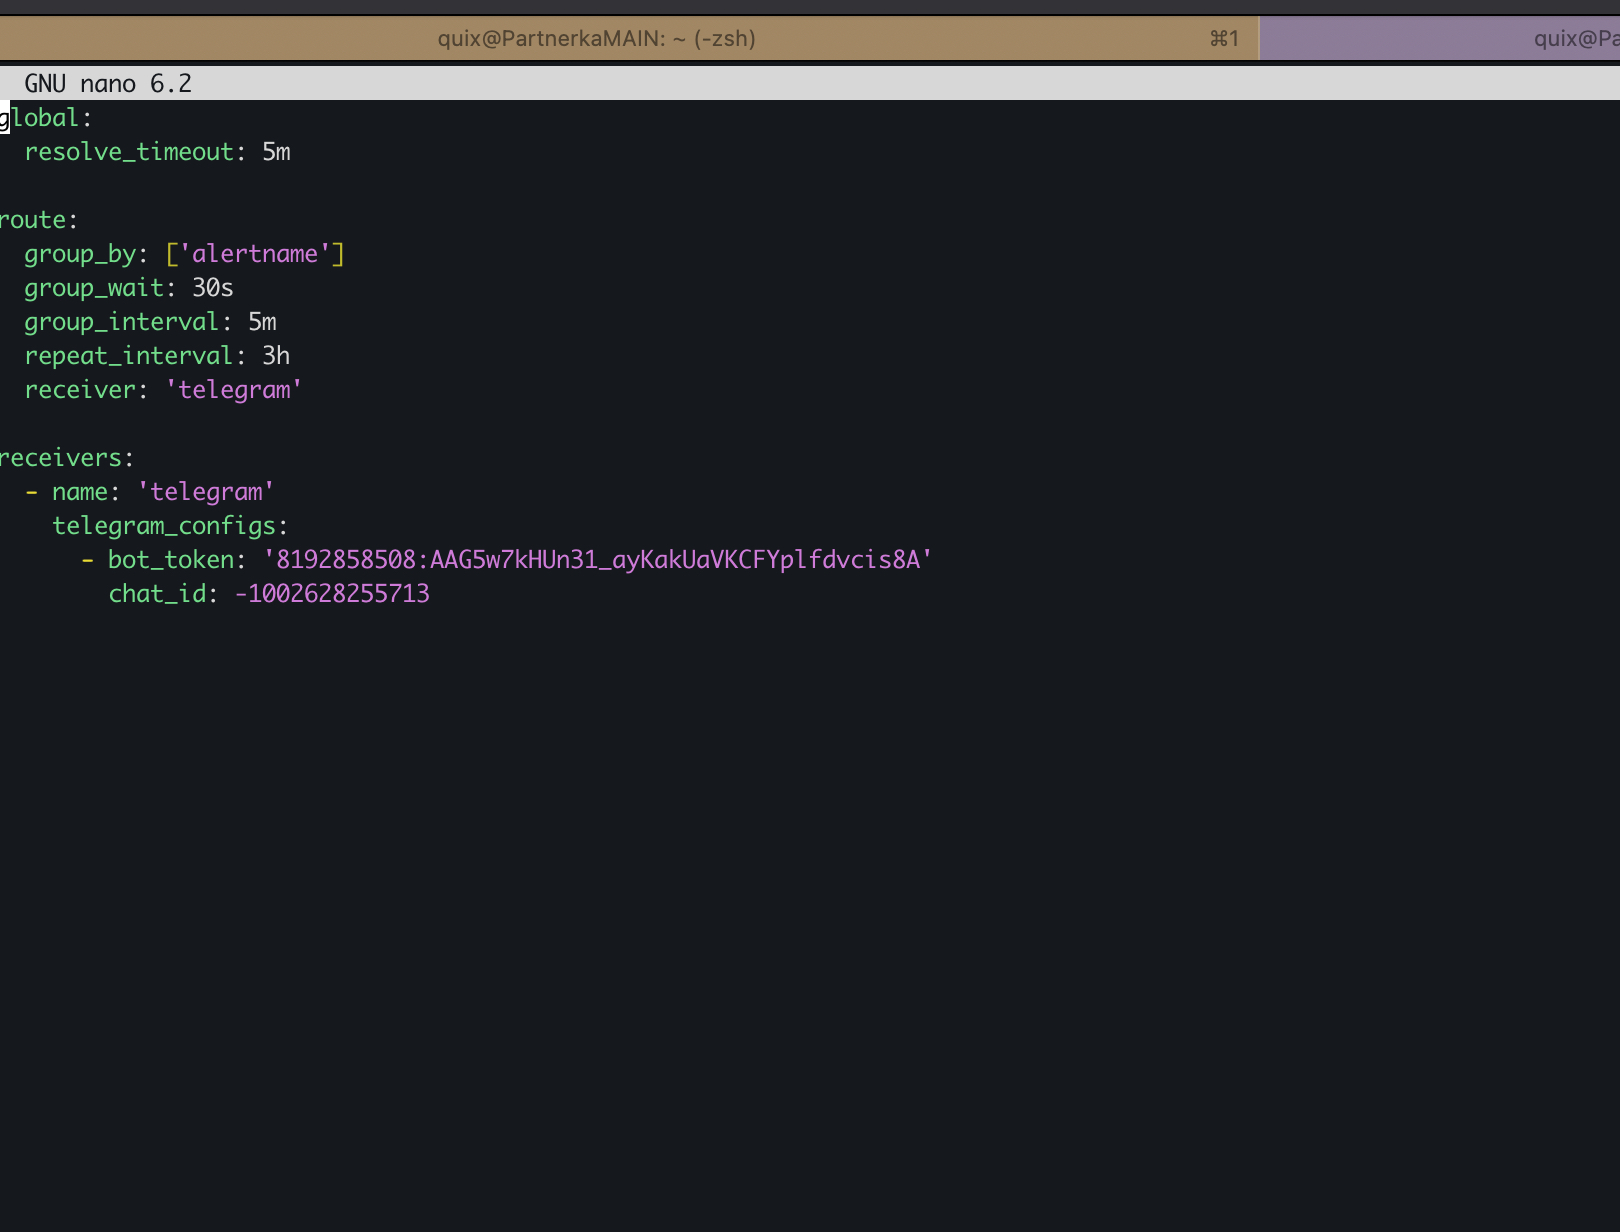 quix@PartnerkaMAIN: ~ (-zsh) ⌘1 quix@Pa
GNU nano 6.2
global:
  resolve_timeout: 5m

route:
  group_by: ['alertname']
  group_wait: 30s
  group_interval: 5m
  repeat_interval: 3h
  receiver: 'telegram'

receivers:
  - name: 'telegram'
    telegram_configs:
      - bot_token: '8192858508:AAG5w7kHUn31_ayKakUaVKCFYplfdvcis8A'
        chat_id: -1002628255713